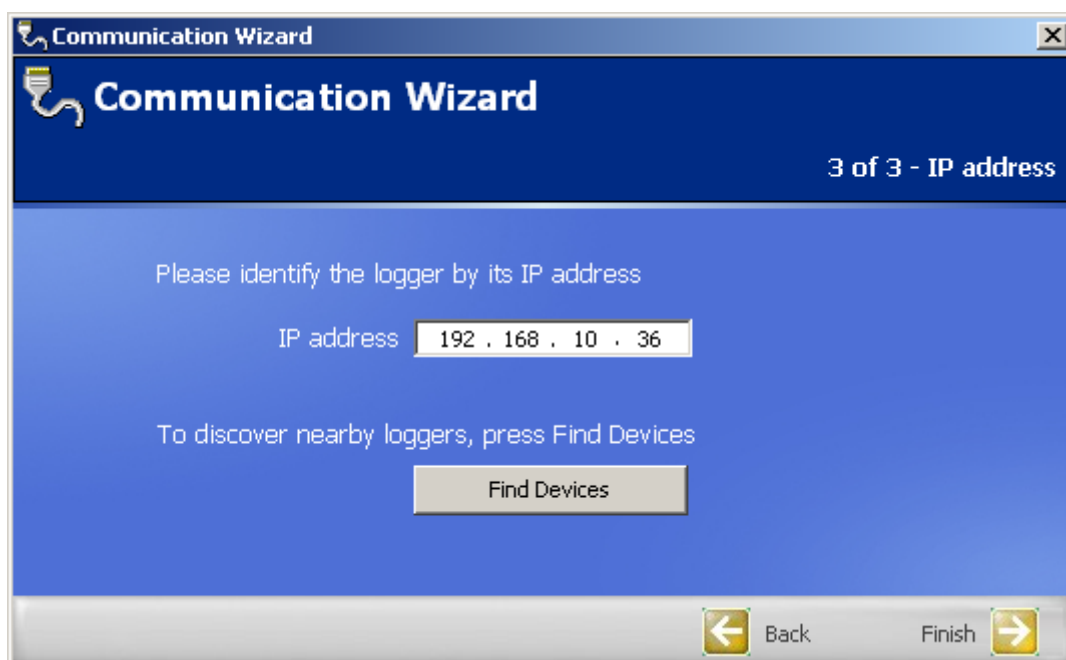 Communication Wizard
Communication Wizard
3 of 3 - IP address
Please identify the logger by its IP address
IP address 192 . 168 . 10 . 36
To discover nearby loggers, press Find Devices
Find Devices
Back Finish